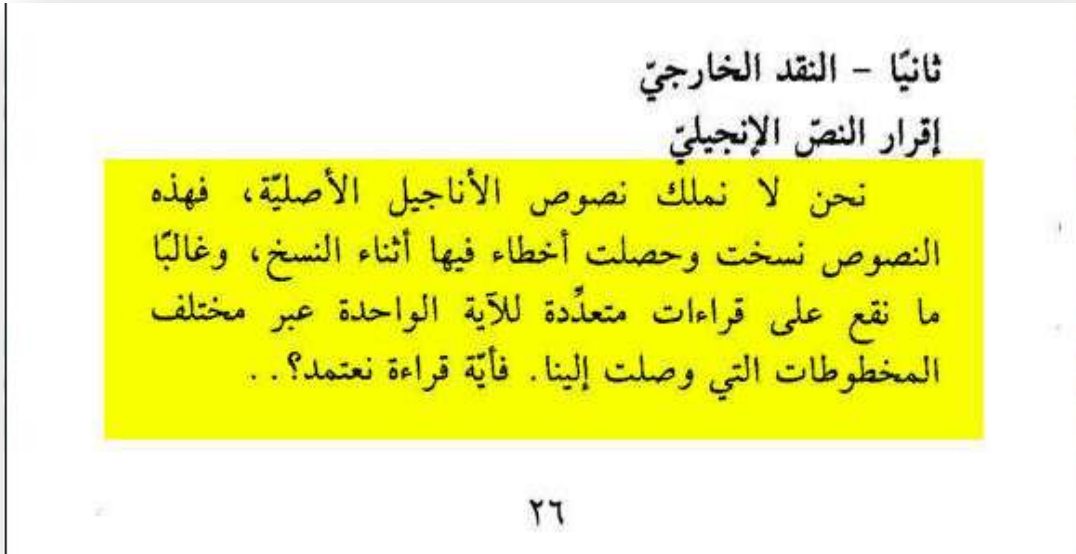 ثانيًا – النقد الخارجيّ
إقرار النصّ الإنجيليّ
نحن لا نملك نصوص الأناجيل الأصليّة، فهذه
النصوص نسخت وحصلت أخطاء فيها أثناء النسخ، وغالبًا
ما نقع على قراءات متعدِّدة للآية الواحدة عبر مختلف
المخطوطات التي وصلت إلينا. فأيّة قراءة نعتمد؟..
٢٦